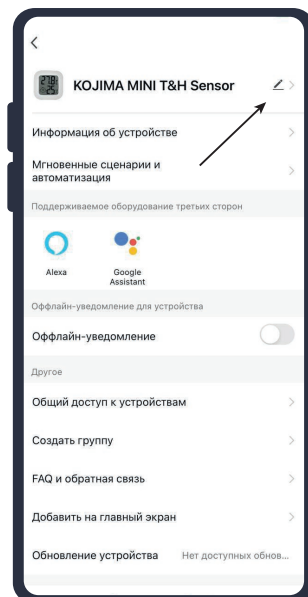 KOJIMA MINI T&H Sensor
Информация об устройстве
Мгновенные сценарии и
автоматизация
Поддерживаемое оборудование третьих сторон
Alexa
Google
Assistant
Оффлайн-уведомление для устройства
Оффлайн-уведомление
Другое
Общий доступ к устройствам
Создать группу
FAQ и обратная связь
Добавить на главный экран
Обновление устройства Нет доступных обнов...